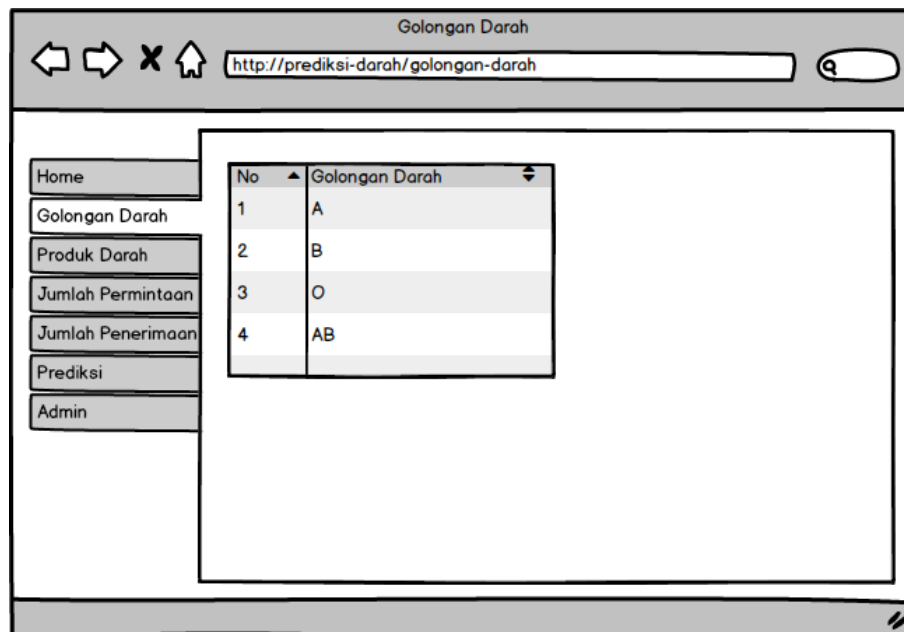 Golongan Darah
http://prediksi-darah/golongan-darah
Home
Golongan Darah
Produk Darah
Jumlah Permintaan
Jumlah Penerimaan
Prediksi
Admin
No Golongan Darah
1 A
2 B
3 O
4 AB